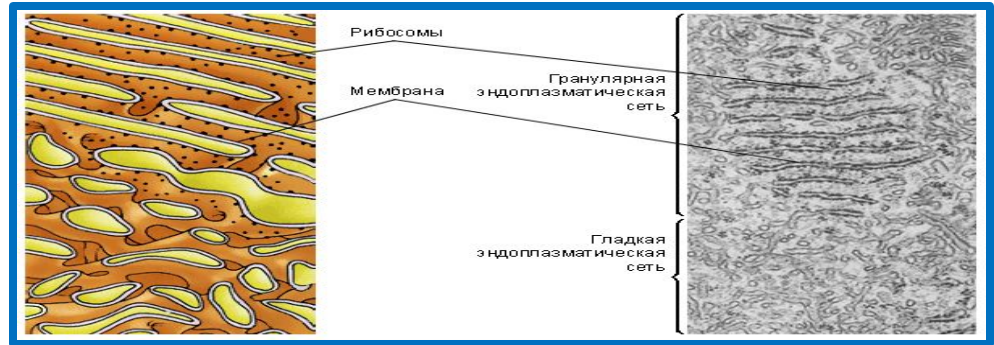 Рибосомы
Гранулярная
эндоплазматическая
сеть
Мембрана
Гладкая
эндоплазматическая
сеть